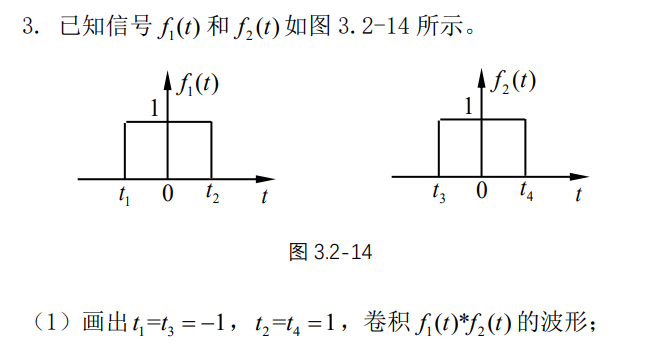 3. 已知信号 f₁(t) 和 f₂(t) 如图 3.2-14 所示。
f₁(t)
1
t₁ 0 t₂ t
f₂(t)
1
t₃ 0 t₄ t
图 3.2-14
（1）画出 t₁=t₃ =−1，t₂=t₄ =1，卷积 f₁(t)*f₂(t) 的波形；